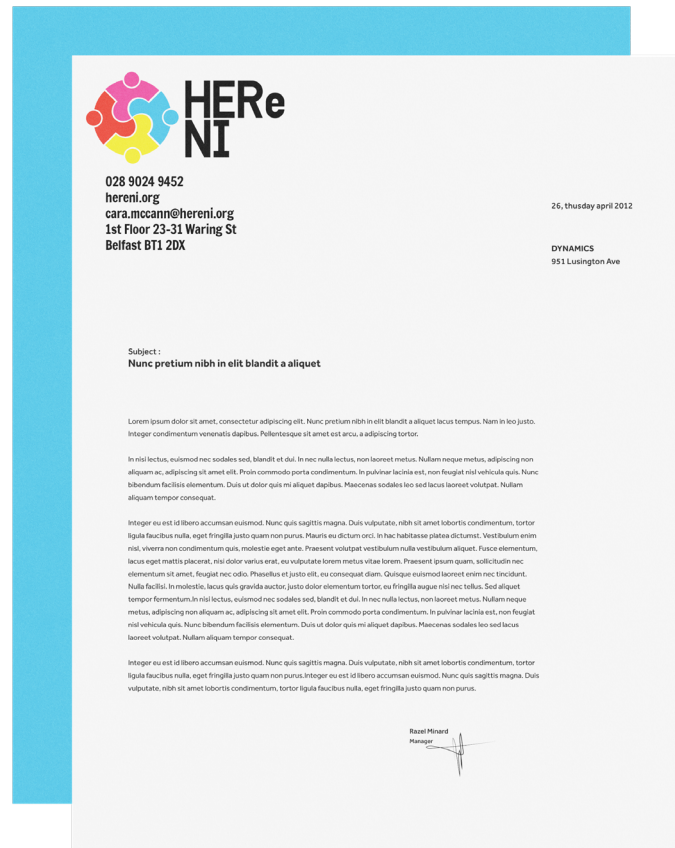 HERe
NI
028 9024 9452
hereni.org
cara.mccann@hereni.org
1st Floor 23-31 Waring St
Belfast BT1 2DX
26, thusday april 2012
DYNAMICS
951 Lusington Ave
Subject :
Nunc pretium nibh in elit blandit a aliquet
Lorem ipsum dolor sit amet, consectetur adipiscing elit. Nunc pretium nibh in elit blandit a aliquet lacus tempus. Nam in leo justo.
Integer condimentum venenatis dapibus. Pellentesque sit amet est arcu, a adipiscing tortor.
In nisi lectus, euismod nec sodales sed, blandit et dui. In nec nulla lectus, non laoreet metus. Nullam neque metus, adipiscing non
aliquam ac, adipiscing sit amet elit. Proin commodo porta condimentum. In pulvinar lacinia est, non feugiat nisl vehicula quis. Nunc
bibendum facilisis elementum. Duis ut dolor quis mi aliquet dapibus. Maecenas sodales leo sed lacus laoreet volutpat. Nullam
aliquam tempor consequat.
Integer eu est id libero accumsan euismod. Nunc quis sagittis magna. Duis vulputate, nibh sit amet lobortis condimentum, tortor
ligula faucibus nulla, eget fringilla justo quam non purus. Mauris eu dictum orci. In hac habitasse platea dictumst. Vestibulum enim
nisl, viverra non condimentum quis, molestie eget ante. Praesent volutpat vestibulum nulla vestibulum aliquet. Fusce elementum,
lacus eget mattis placerat, nisi dolor varius erat, eu vulputate lorem metus vitae lorem. Praesent ipsum quam, sollicitudin nec
elementum sit amet, feugiat nec odio. Phasellus et justo elit, eu consequat diam. Quisque euismod laoreet enim nec tincidunt.
Nulla facilisi. In molestie, lacus quis gravida auctor, justo dolor elementum tortor, eu fringilla augue nisi nec tellus. Sed aliquet
tempor fermentum.In nisi lectus, euismod nec sodales sed, blandit et dui. In nec nulla lectus, non laoreet metus. Nullam neque
metus, adipiscing non aliquam ac, adipiscing sit amet elit. Proin commodo porta condimentum. In pulvinar lacinia est, non feugiat
nisl vehicula quis. Nunc bibendum facilisis elementum. Duis ut dolor quis mi aliquet dapibus. Maecenas sodales leo sed lacus
laoreet volutpat. Nullam aliquam tempor consequat.
Integer eu est id libero accumsan euismod. Nunc quis sagittis magna. Duis vulputate, nibh sit amet lobortis condimentum, tortor
ligula faucibus nulla, eget fringilla justo quam non purus.Integer eu est id libero accumsan euismod. Nunc quis sagittis magna. Duis
vulputate, nibh sit amet lobortis condimentum, tortor ligula faucibus nulla, eget fringilla justo quam non purus.
Razel Minard
Manager